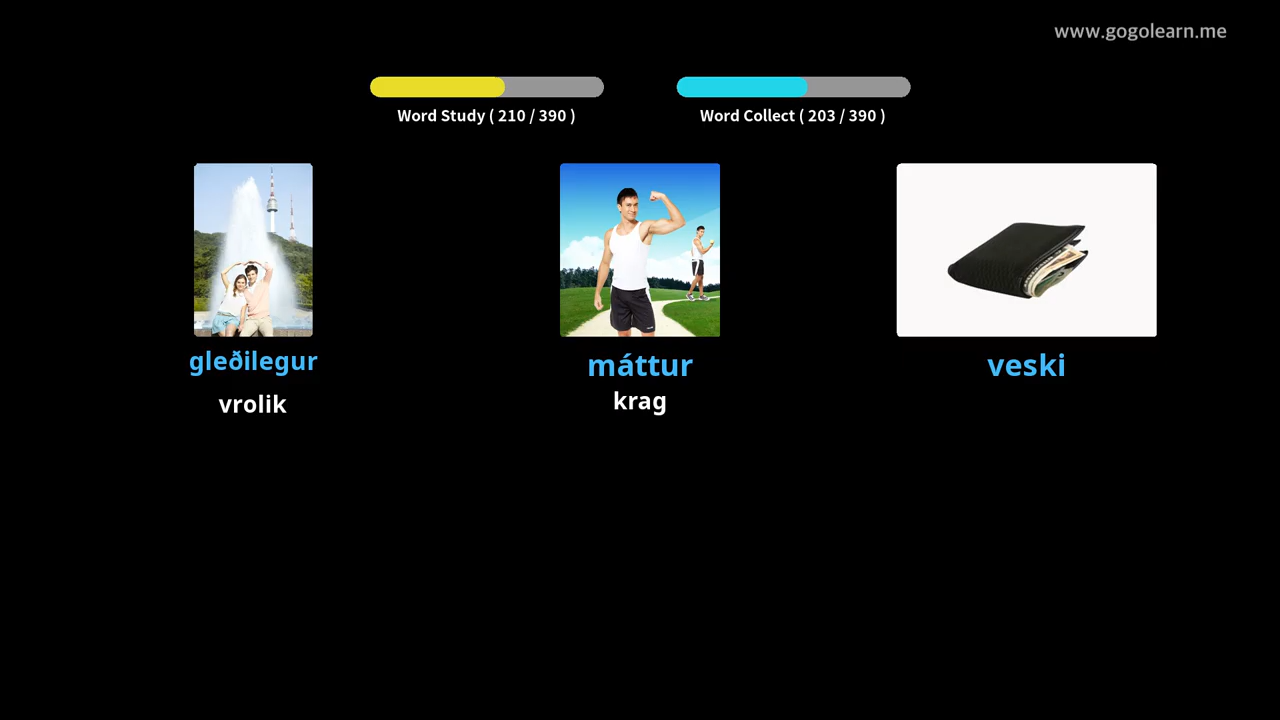 www.gogolearn.me
Word Study ( 210 / 390 )
Word Collect ( 203 / 390 )
gleðilegur
vrolik
máttur
krag
veski